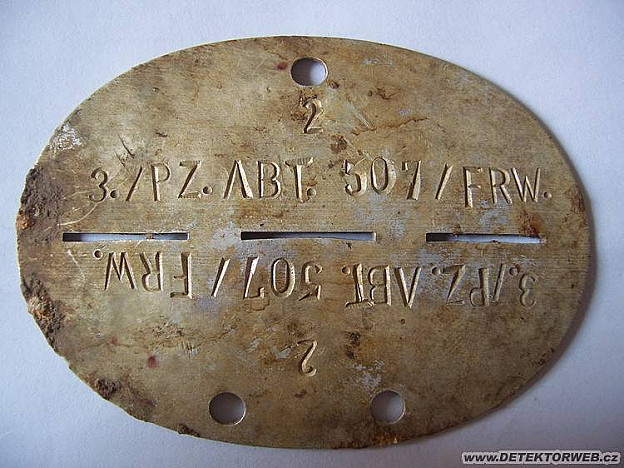 2
3./PZ. ABT. 507/FRW.
3./PZ. ABT. 507/FRW.
2
www.DETEKTORWEB.cz